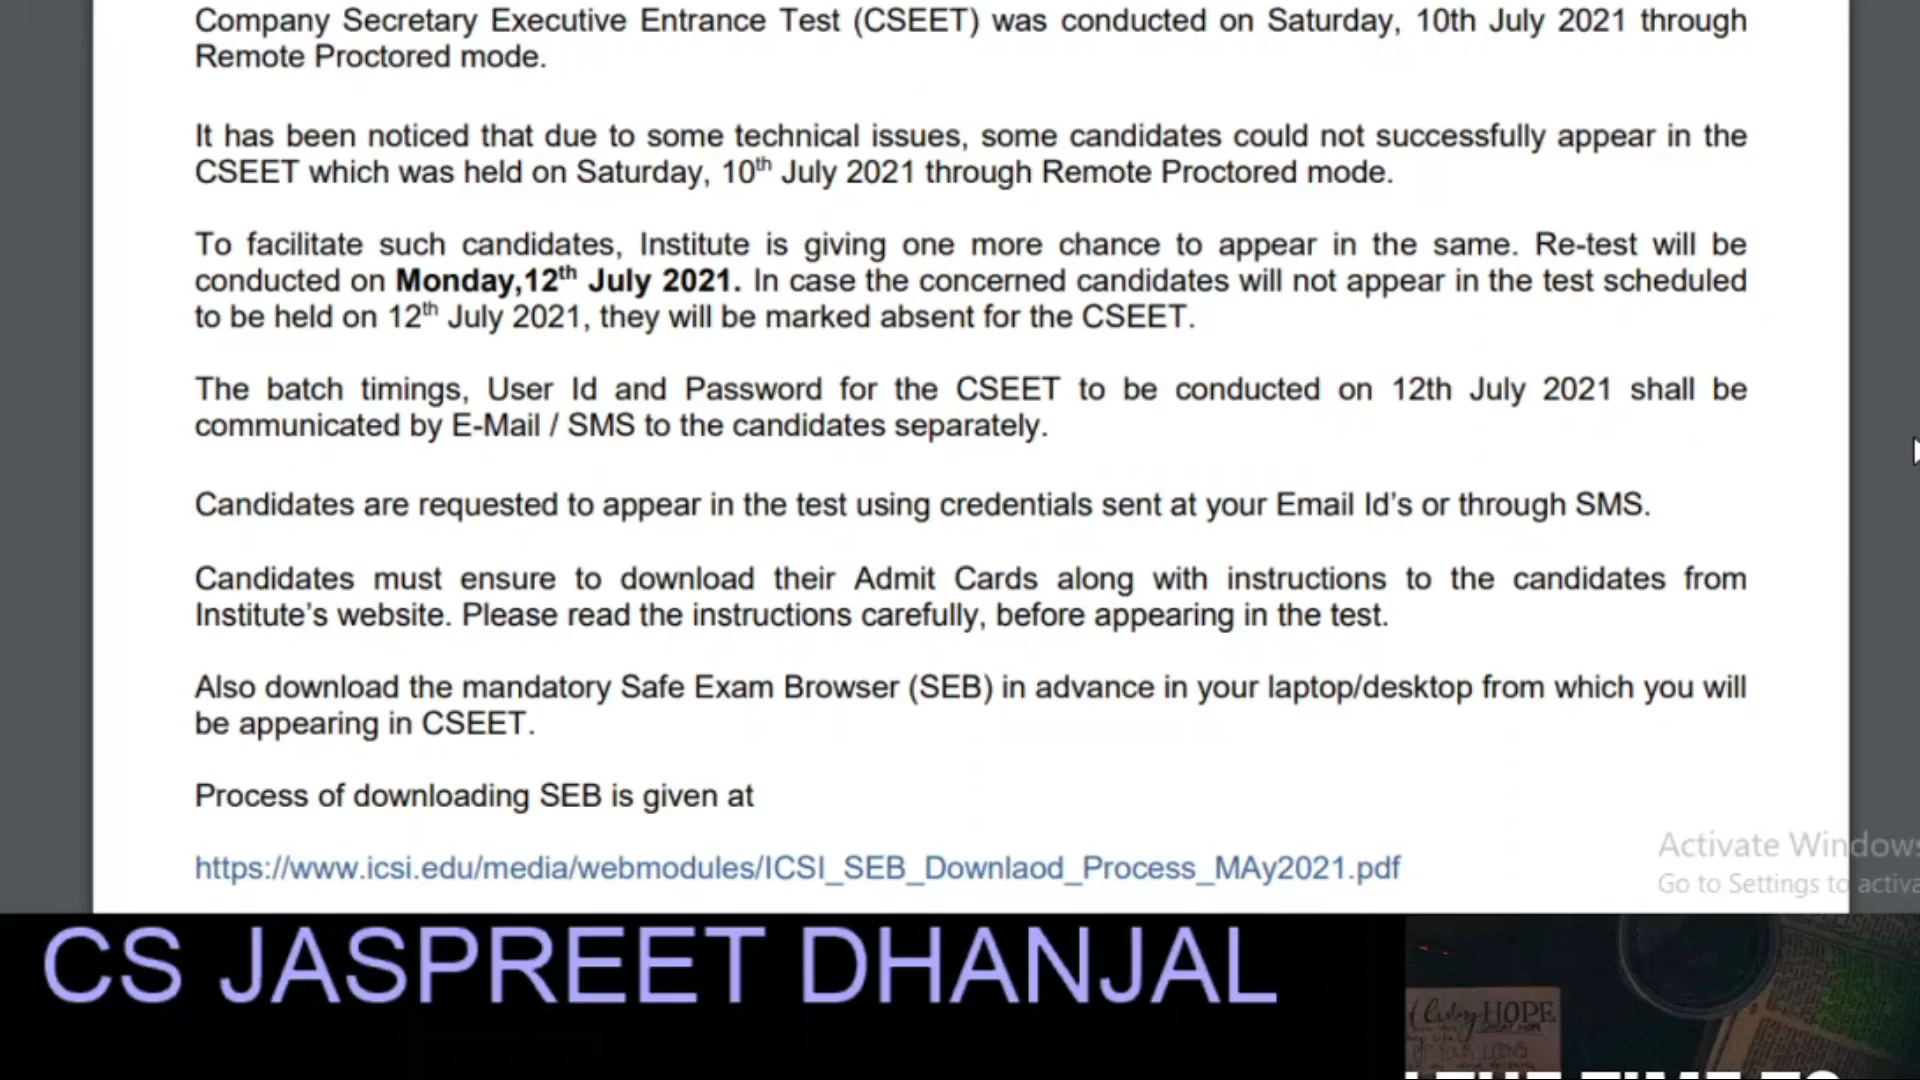 Company Secretary Executive Entrance Test (CSEET) was conducted on Saturday, 10th July 2021 through
Remote Proctored mode.
It has been noticed that due to some technical issues, some candidates could not successfully appear in the
CSEET which was held on Saturday, 10th July 2021 through Remote Proctored mode.
To facilitate such candidates, Institute is giving one more chance to appear in the same. Re-test will be
conducted on Monday,12th July 2021. In case the concerned candidates will not appear in the test scheduled
to be held on 12th July 2021, they will be marked absent for the CSEET.
The batch timings, User Id and Password for the CSEET to be conducted on 12th July 2021 shall be
communicated by E-Mail / SMS to the candidates separately.
Candidates are requested to appear in the test using credentials sent at your Email Id’s or through SMS.
Candidates must ensure to download their Admit Cards along with instructions to the candidates from
Institute’s website. Please read the instructions carefully, before appearing in the test.
Also download the mandatory Safe Exam Browser (SEB) in advance in your laptop/desktop from which you will
be appearing in CSEET.
Process of downloading SEB is given at
https://www.icsi.edu/media/webmodules/ICSI_SEB_Downlaod_Process_MAy2021.pdf
Activate Windows
Go to Settings to activa
CS JASPREET DHANJAL
HOPE